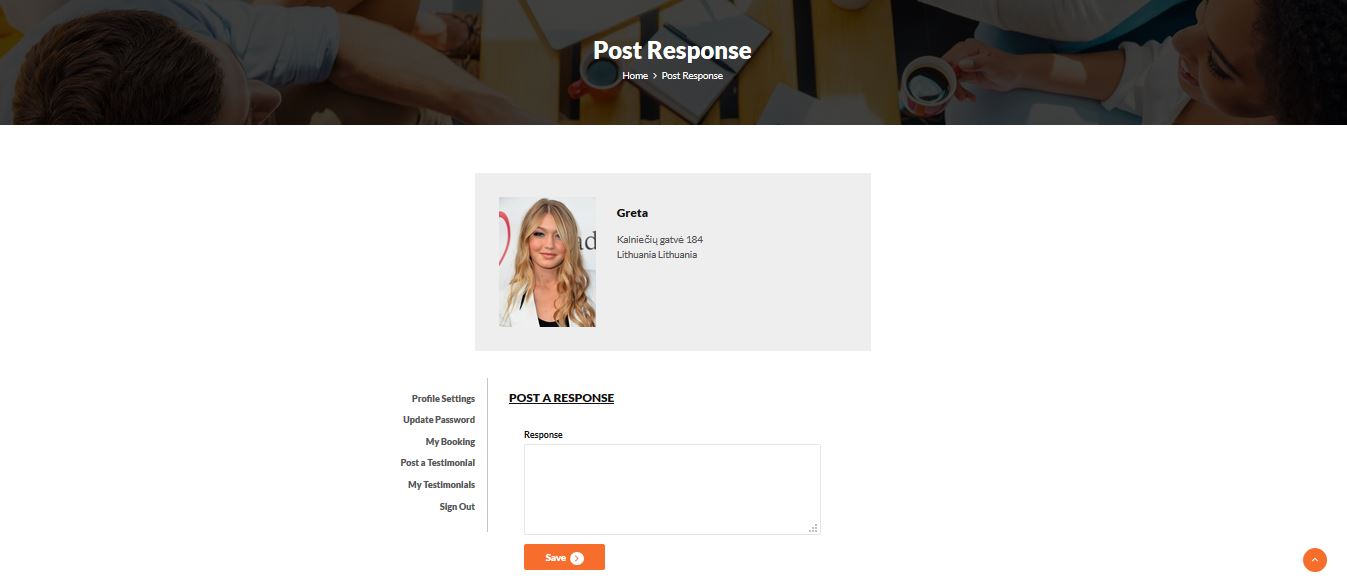 Post Response
Home > Post Response
ad
Greta
Kalniečių gatvė 184
Lithuania Lithuania
Profile Settings
Update Password
My Booking
Post a Testimonial
My Testimonials
Sign Out
POST A RESPONSE
Response
Save